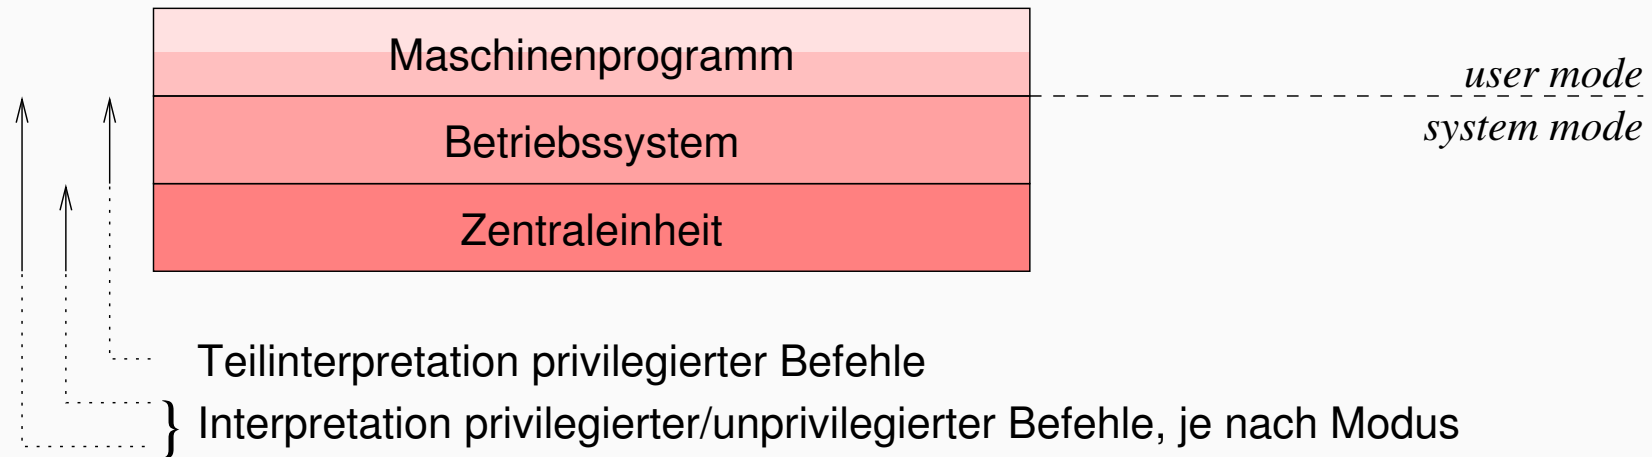 Maschinenprogramm
user mode
Betriebssystem
system mode
Zentraleinheit
Teilinterpretation privilegierter Befehle
} Interpretation privilegierter/unprivilegierter Befehle, je nach Modus